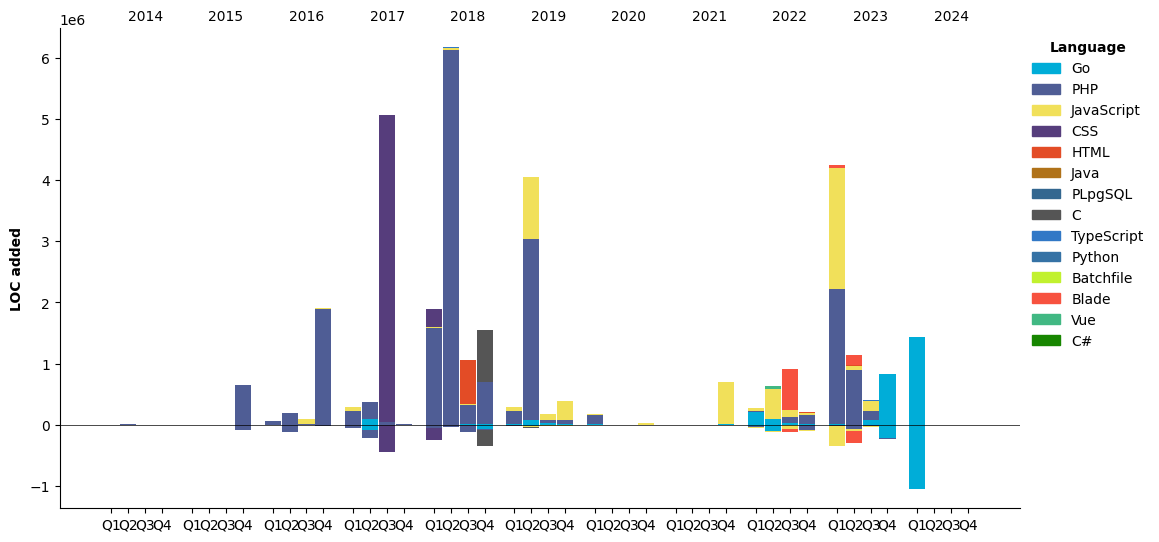 1e6
2014 2015 2016 2017 2018 2019 2020 2021 2022 2023 2024
LOC added
6
5
4
3
2
1
0
−1
Q1Q2Q3Q4 Q1Q2Q3Q4 Q1Q2Q3Q4 Q1Q2Q3Q4 Q1Q2Q3Q4 Q1Q2Q3Q4 Q1Q2Q3Q4 Q1Q2Q3Q4 Q1Q2Q3Q4 Q1Q2Q3Q4 Q1Q2Q3Q4
Language
Go
PHP
JavaScript
CSS
HTML
Java
PLpgSQL
C
TypeScript
Python
Batchfile
Blade
Vue
C#